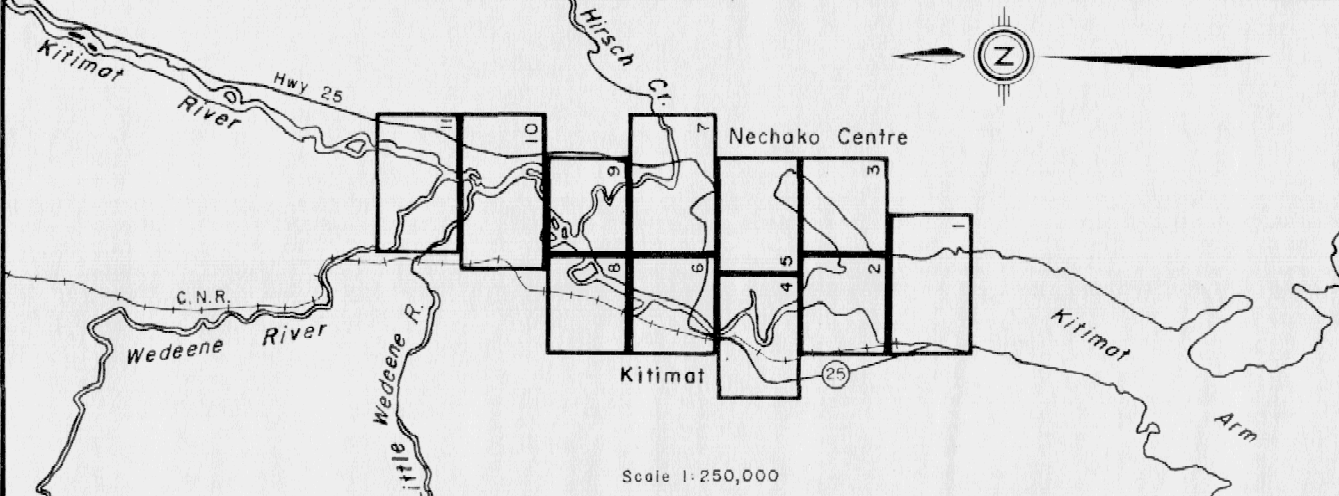 Hirsch Cr.
Kitimat River
Hwy 25
N
11
10
9
7
Nechako Centre
3
1
8
6
5
4
2
C.N.R.
Wedeene River
Little Wedeene R.
Kitimat
25
Kitimat Arm
Scale 1:250,000